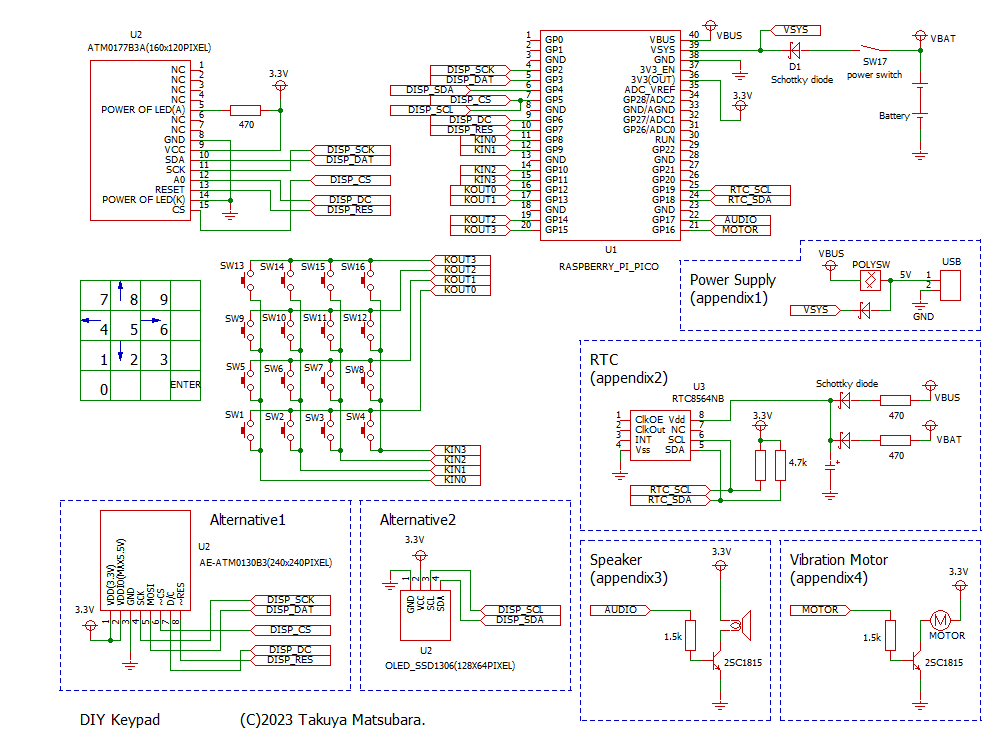 U2
ATM0177B3A(160x120PIXEL)
NC 1
NC 2
NC 3
NC 4
POWER OF LED(A) 5
NC 6
NC 7
GND 8
VCC 9
SDA 10
SCK 11
A0 12
RESET 13
POWER OF LED(K) 14
CS 15
3.3V
470
DISP_SCK
DISP_DAT
DISP_CS
DISP_DC
DISP_RES
DISP_SCK
DISP_DAT
DISP_SDA
DISP_CS
DISP_SCL
DISP_DC
DISP_RES
KIN0
KIN1
KIN2
KIN3
KOUT0
KOUT1
KOUT2
KOUT3
1 GP0
2 GP1
3 GND
4 GP2
5 GP3
6 GP4
7 GP5
8 GND
9 GP6
10 GP7
11 GP8
12 GP9
13 GND
14 GP10
15 GP11
16 GP12
17 GP13
18 GND
19 GP14
20 GP15
VBUS 40
VSYS 39
GND 38
3V3_EN 37
3V3(OUT) 36
ADC_VREF 35
GP28/ADC2 34
GND/AGND 33
GP27/ADC1 32
GP26/ADC0 31
RUN 30
GP22 29
GND 28
GP21 27
GP20 26
GP19 25
GP18 24
GND 23
GP17 22
GP16 21
U1
RASPBERRY_PI_PICO
VBUS
VSYS
D1
Schottky diode
SW17
power switch
VBAT
Battery
3.3V
RTC_SCL
RTC_SDA
AUDIO
MOTOR
Power Supply
(appendix1)
VBUS
POLYSW
5V
USB
1
2
GND
VSYS
7 8 9
4 5 6
1 2 3
0 ENTER
SW13 SW14 SW15 SW16
SW9 SW10 SW11 SW12
SW5 SW6 SW7 SW8
SW1 SW2 SW3 SW4
KOUT3
KOUT2
KOUT1
KOUT0
KIN3
KIN2
KIN1
KIN0
RTC
(appendix2)
U3
RTC8564NB
1 ClkOE Vdd 8
2 ClkOut NC 7
3 INT SCL 6
4 Vss SDA 5
3.3V
4.7k
RTC_SCL
RTC_SDA
Schottky diode
470
VBUS
470
VBAT
+
Alternative1
U2
AE-ATM0130B3(240x240PIXEL)
VDD(3.3V)
VDDIO(MAX5.5V)
GND
SCK
MOSI
~CS
D/C
~RES
1 2 3 4 5 6 7 8
3.3V
DISP_SCK
DISP_DAT
DISP_CS
DISP_DC
DISP_RES
Alternative2
3.3V
1 2 3 4
GND
VCC
SCL
SDA
DISP_SCL
DISP_SDA
U2
OLED_SSD1306(128X64PIXEL)
Speaker
(appendix3)
3.3V
AUDIO
1.5k
2SC1815
Vibration Motor
(appendix4)
3.3V
MOTOR
M
MOTOR
1.5k
2SC1815
DIY Keypad
(C)2023 Takuya Matsubara.